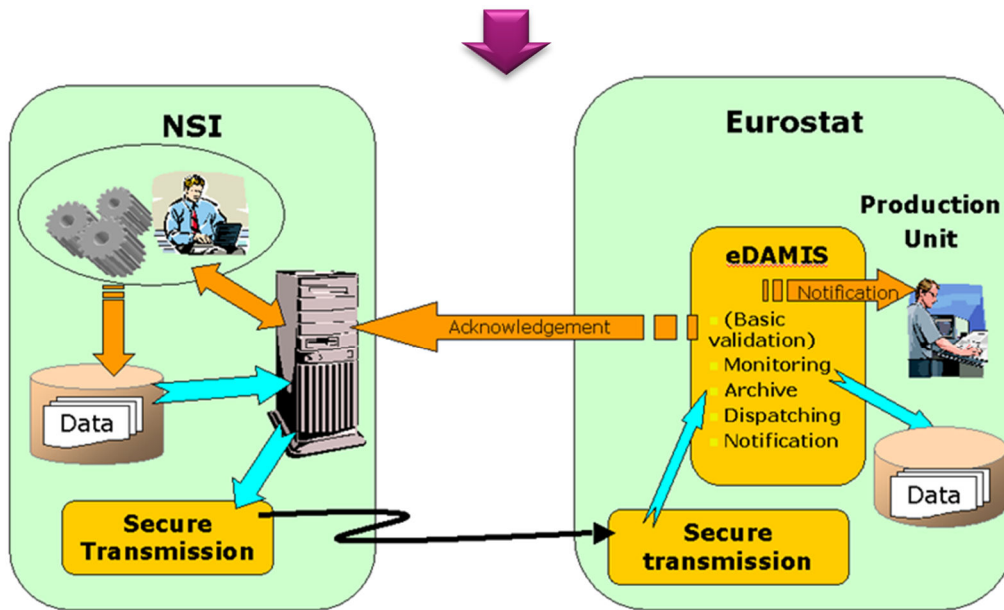 NSI
Data
Secure
Transmission
Acknowledgement
Eurostat
Production
Unit
eDAMIS
Notification
(Basic
validation)
Monitoring
Archive
Dispatching
Notification
Data
Secure
transmission